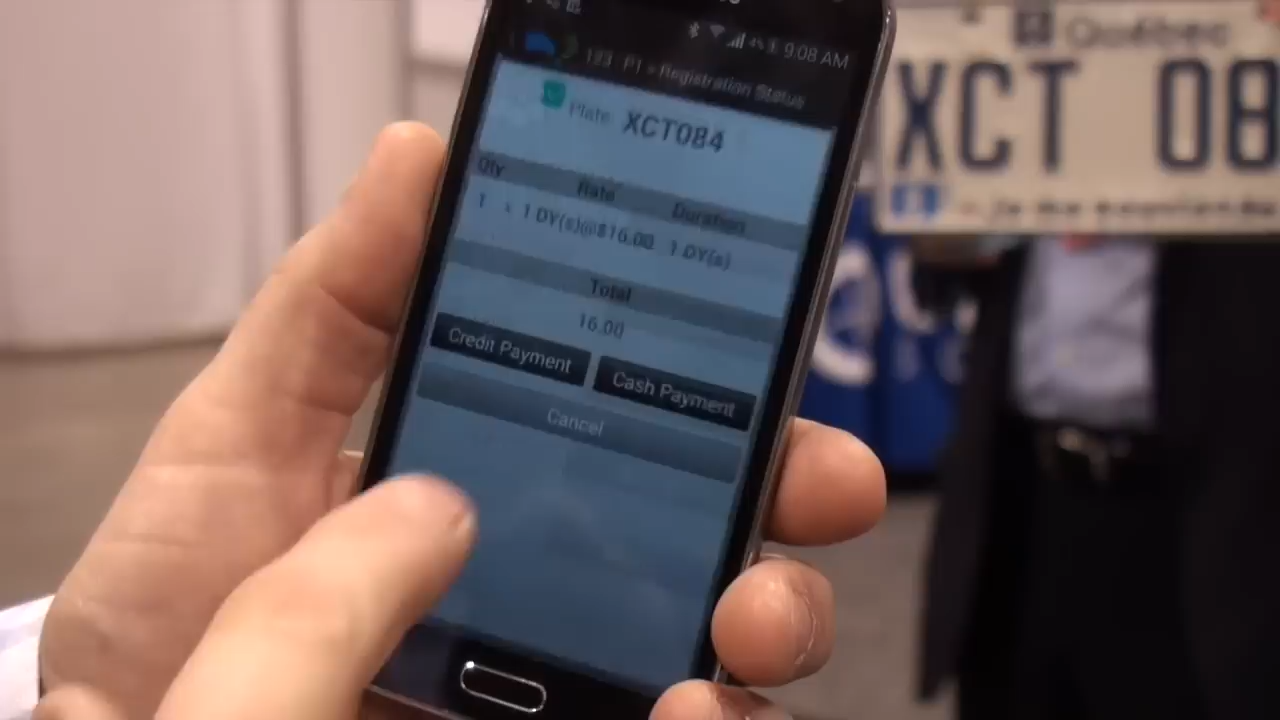 4% 9:08 AM
123 P1 - Registration Status
Plate XCT084
Qty Rate Duration
1 x 1 DY(s)@$16.00 1 DY(s)
Total
16.00
Credit Payment Cash Payment
Cancel
Québec
XCT 08